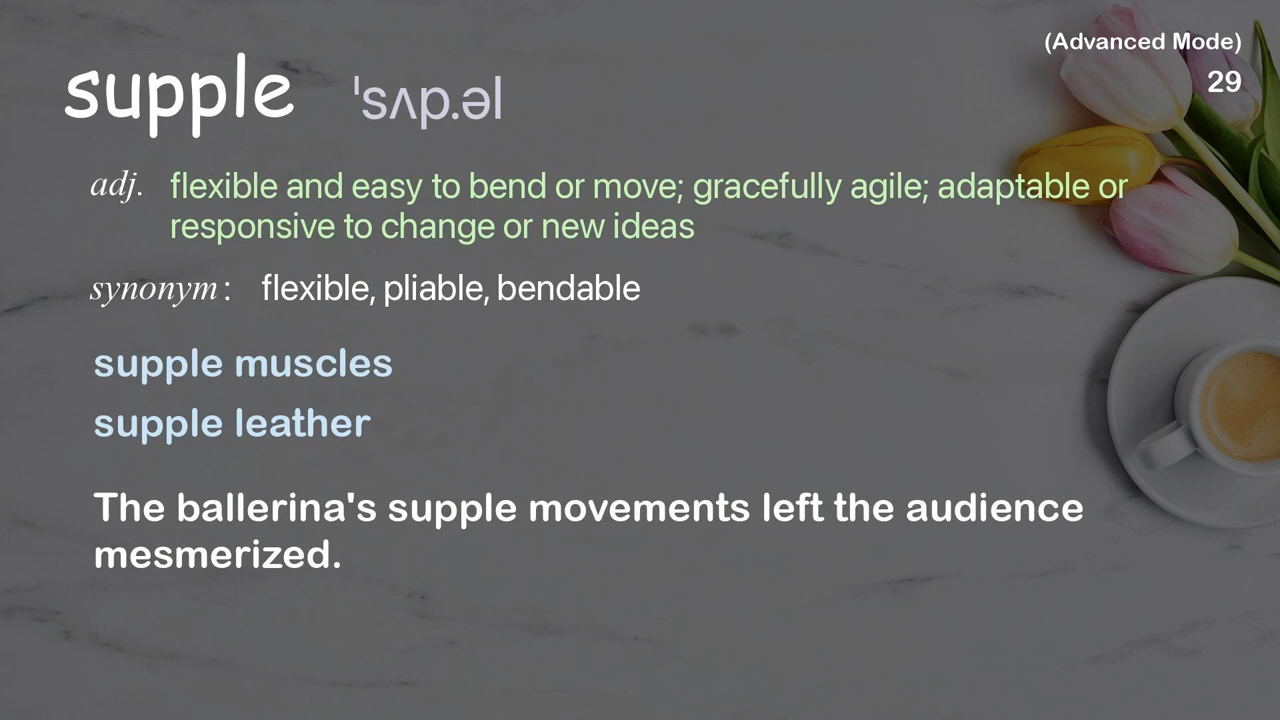 (Advanced Mode)
29
supple ˈsʌp.əl
adj. flexible and easy to bend or move; gracefully agile; adaptable or
responsive to change or new ideas
synonym : flexible, pliable, bendable
supple muscles
supple leather
The ballerina's supple movements left the audience
mesmerized.